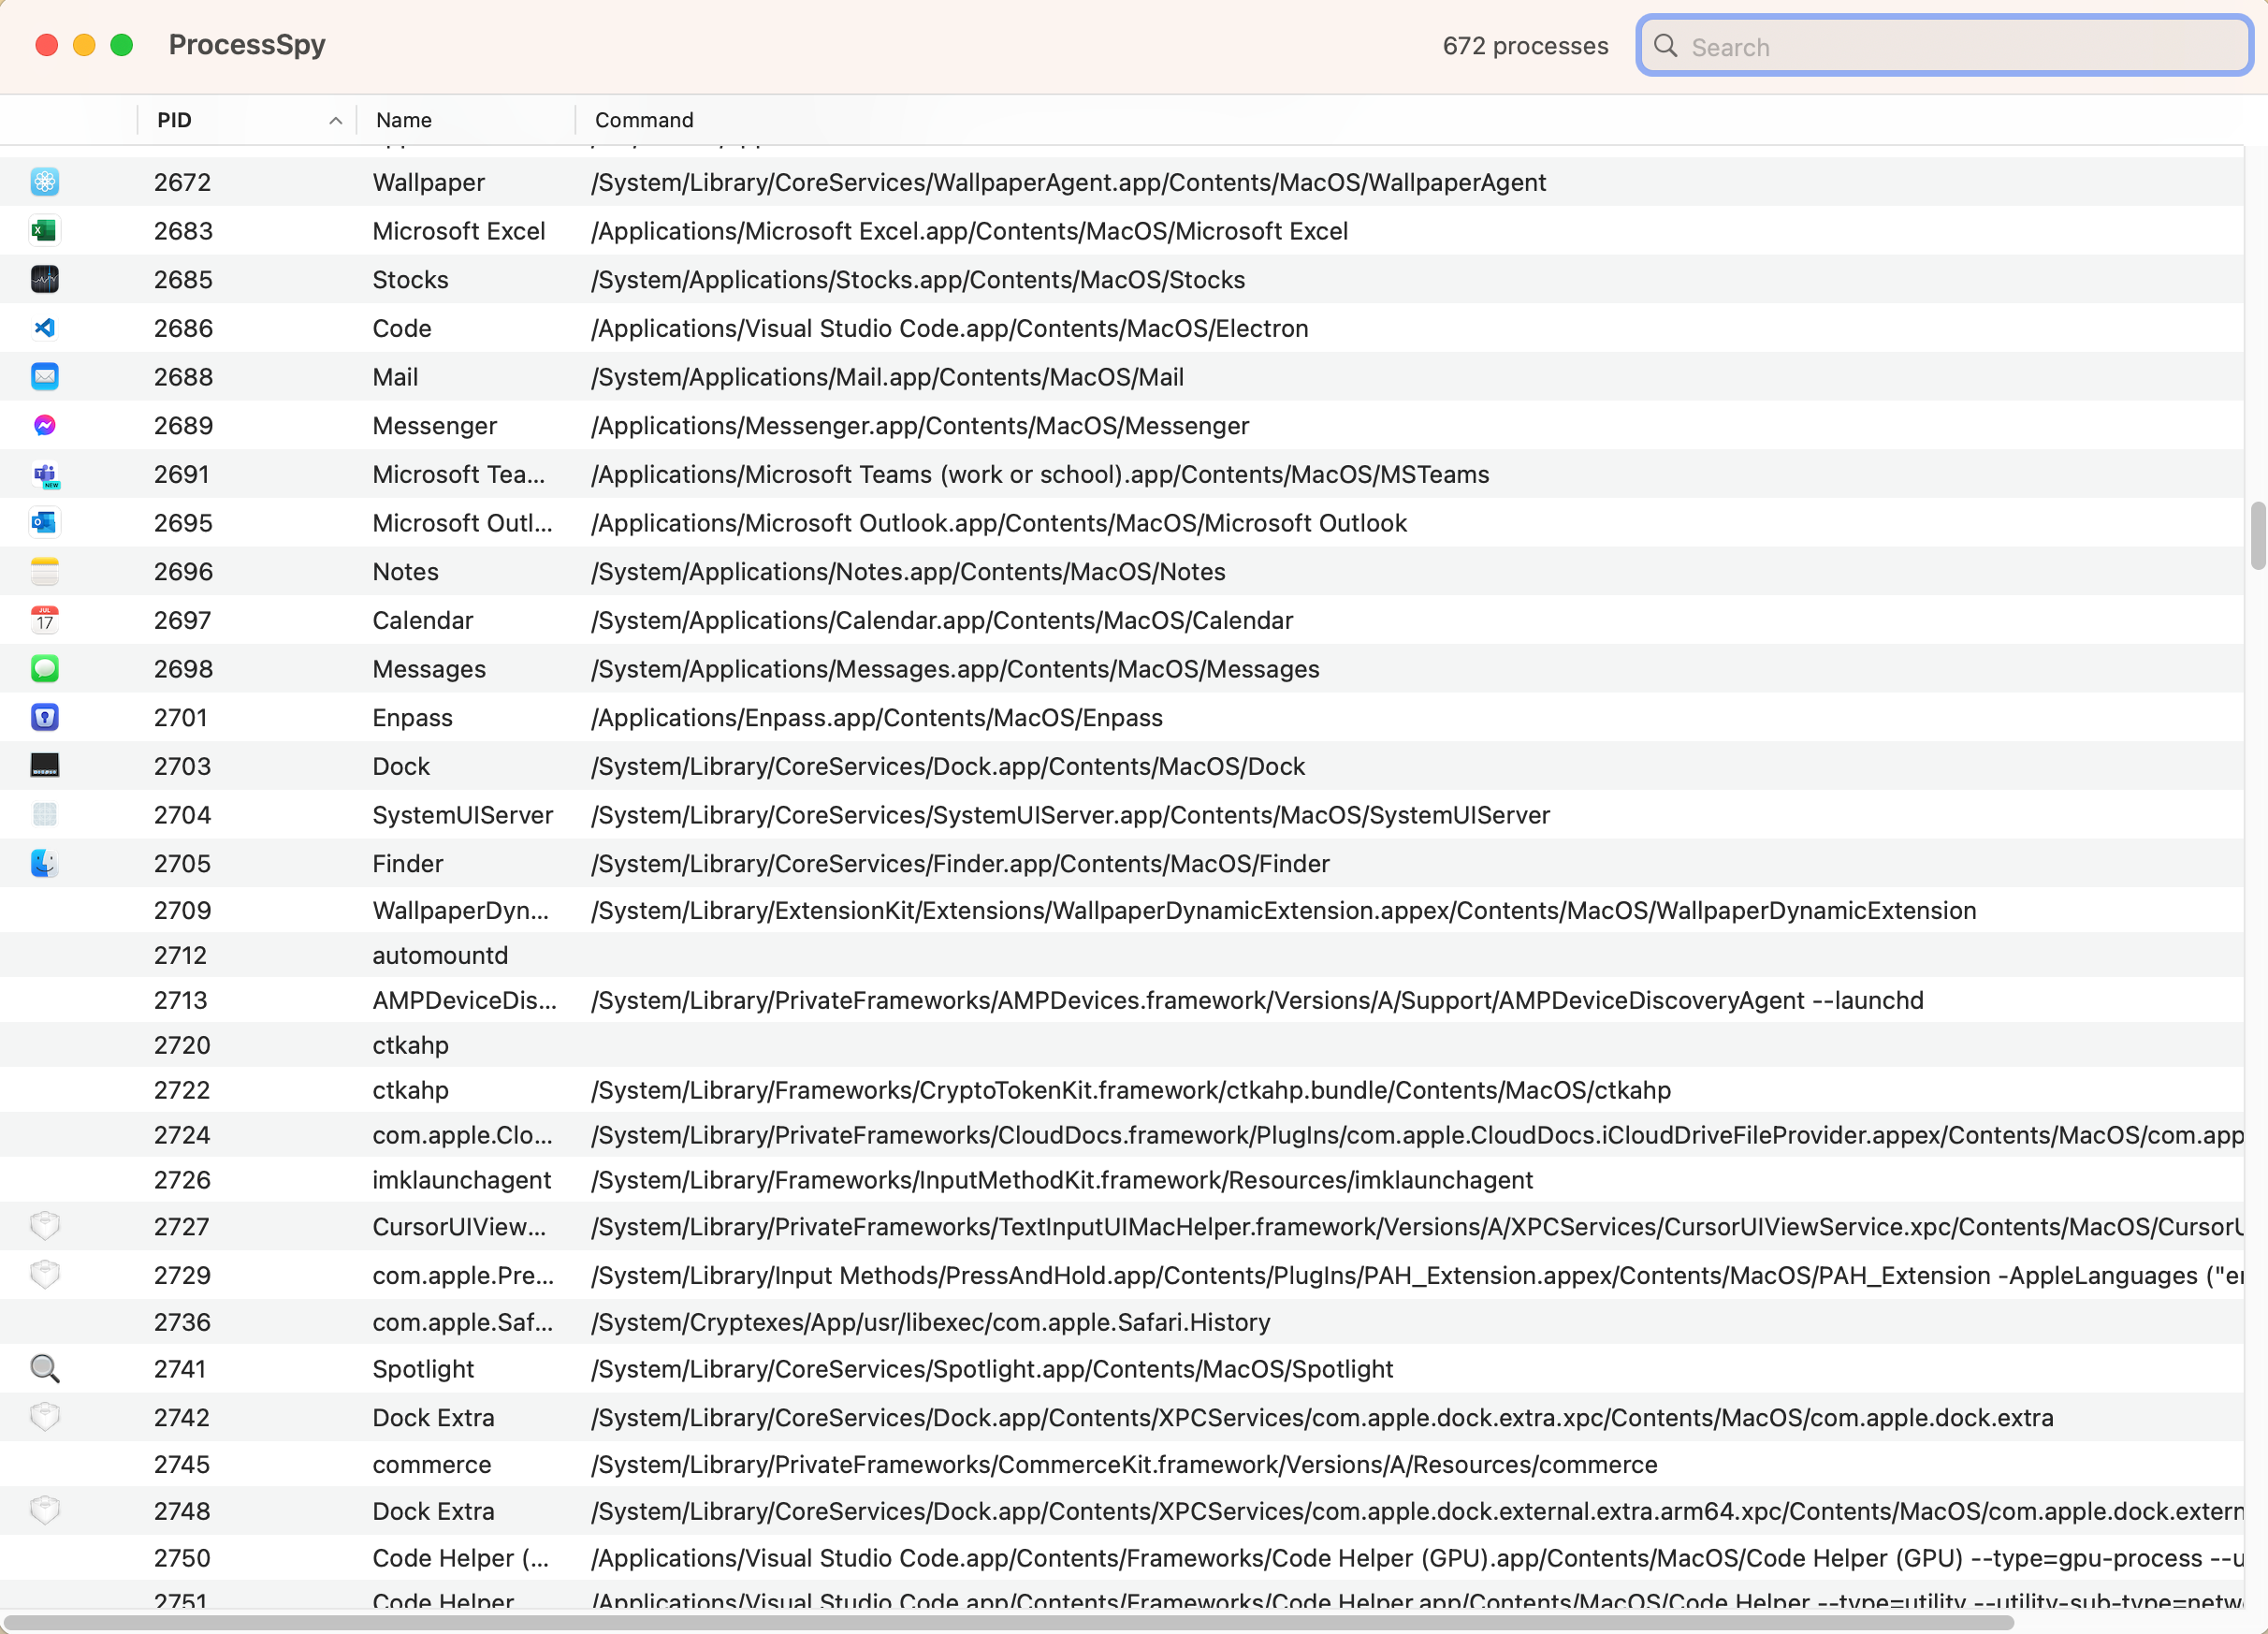 ProcessSpy 672 processes Search
PID Name Command
2672 Wallpaper /System/Library/CoreServices/WallpaperAgent.app/Contents/MacOS/WallpaperAgent
2683 Microsoft Excel /Applications/Microsoft Excel.app/Contents/MacOS/Microsoft Excel
2685 Stocks /System/Applications/Stocks.app/Contents/MacOS/Stocks
2686 Code /Applications/Visual Studio Code.app/Contents/MacOS/Electron
2688 Mail /System/Applications/Mail.app/Contents/MacOS/Mail
2689 Messenger /Applications/Messenger.app/Contents/MacOS/Messenger
2691 Microsoft Tea... /Applications/Microsoft Teams (work or school).app/Contents/MacOS/MSTeams
2695 Microsoft Outl... /Applications/Microsoft Outlook.app/Contents/MacOS/Microsoft Outlook
2696 Notes /System/Applications/Notes.app/Contents/MacOS/Notes
JUL
17 2697 Calendar /System/Applications/Calendar.app/Contents/MacOS/Calendar
2698 Messages /System/Applications/Messages.app/Contents/MacOS/Messages
2701 Enpass /Applications/Enpass.app/Contents/MacOS/Enpass
2703 Dock /System/Library/CoreServices/Dock.app/Contents/MacOS/Dock
2704 SystemUIServer /System/Library/CoreServices/SystemUIServer.app/Contents/MacOS/SystemUIServer
2705 Finder /System/Library/CoreServices/Finder.app/Contents/MacOS/Finder
2709 WallpaperDyn... /System/Library/ExtensionKit/Extensions/WallpaperDynamicExtension.appex/Contents/MacOS/WallpaperDynamicExtension
2712 automountd
2713 AMPDeviceDis... /System/Library/PrivateFrameworks/AMPDevices.framework/Versions/A/Support/AMPDeviceDiscoveryAgent --launchd
2720 ctkahp
2722 ctkahp /System/Library/Frameworks/CryptoTokenKit.framework/ctkahp.bundle/Contents/MacOS/ctkahp
2724 com.apple.Clo... /System/Library/PrivateFrameworks/CloudDocs.framework/PlugIns/com.apple.CloudDocs.iCloudDriveFileProvider.appex/Contents/MacOS/com.app
2726 imklaunchagent /System/Library/Frameworks/InputMethodKit.framework/Resources/imklaunchagent
2727 CursorUIView... /System/Library/PrivateFrameworks/TextInputUIMacHelper.framework/Versions/A/XPCServices/CursorUIViewService.xpc/Contents/MacOS/CursorU
2729 com.apple.Pre... /System/Library/Input Methods/PressAndHold.app/Contents/PlugIns/PAH_Extension.appex/Contents/MacOS/PAH_Extension -AppleLanguages ("en
2736 com.apple.Saf... /System/Cryptexes/App/usr/libexec/com.apple.Safari.History
2741 Spotlight /System/Library/CoreServices/Spotlight.app/Contents/MacOS/Spotlight
2742 Dock Extra /System/Library/CoreServices/Dock.app/Contents/XPCServices/com.apple.dock.extra.xpc/Contents/MacOS/com.apple.dock.extra
2745 commerce /System/Library/PrivateFrameworks/CommerceKit.framework/Versions/A/Resources/commerce
2748 Dock Extra /System/Library/CoreServices/Dock.app/Contents/XPCServices/com.apple.dock.external.extra.arm64.xpc/Contents/MacOS/com.apple.dock.extern
2750 Code Helper (... /Applications/Visual Studio Code.app/Contents/Frameworks/Code Helper (GPU).app/Contents/MacOS/Code Helper (GPU) --type=gpu-process --u
2751 Code Helper /Applications/Visual Studio Code.app/Contents/Frameworks/Code Helper.app/Contents/MacOS/Code Helper --type=utility --utility-sub-type=netw